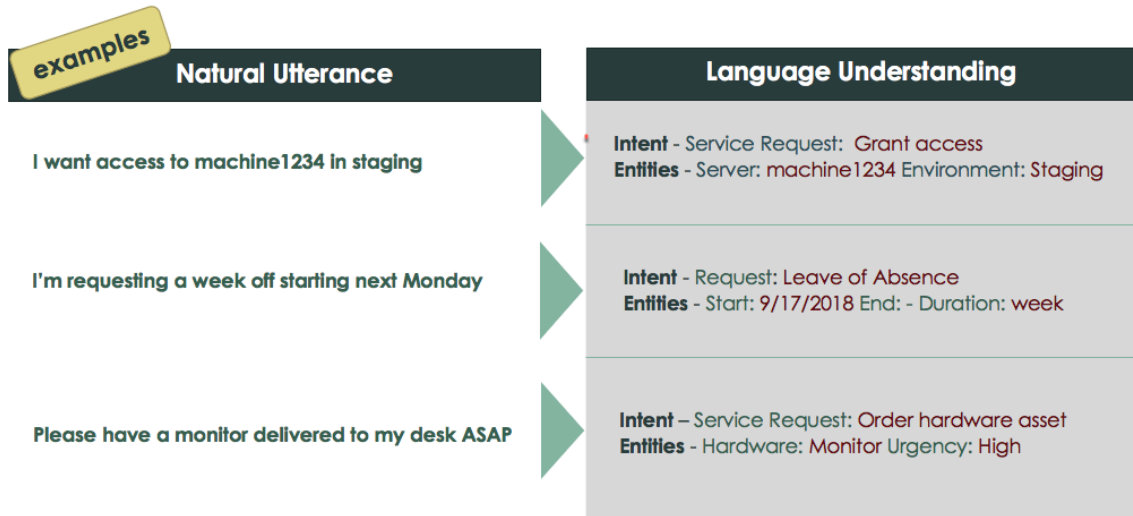 examples
Natural Utterance
Language Understanding
I want access to machine1234 in staging
Intent - Service Request: Grant access
Entities - Server: machine1234 Environment: Staging
I'm requesting a week off starting next Monday
Intent - Request: Leave of Absence
Entities - Start: 9/17/2018 End: - Duration: week
Please have a monitor delivered to my desk ASAP
Intent – Service Request: Order hardware asset
Entities - Hardware: Monitor Urgency: High